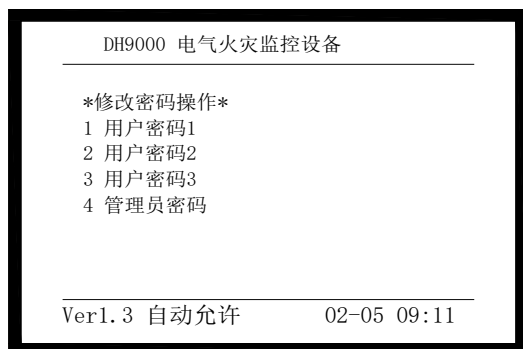 DH9000 电气火灾监控设备
*修改密码操作*
1 用户密码1
2 用户密码2
3 用户密码3
4 管理员密码
Ver1.3 自动允许 02-05 09:11